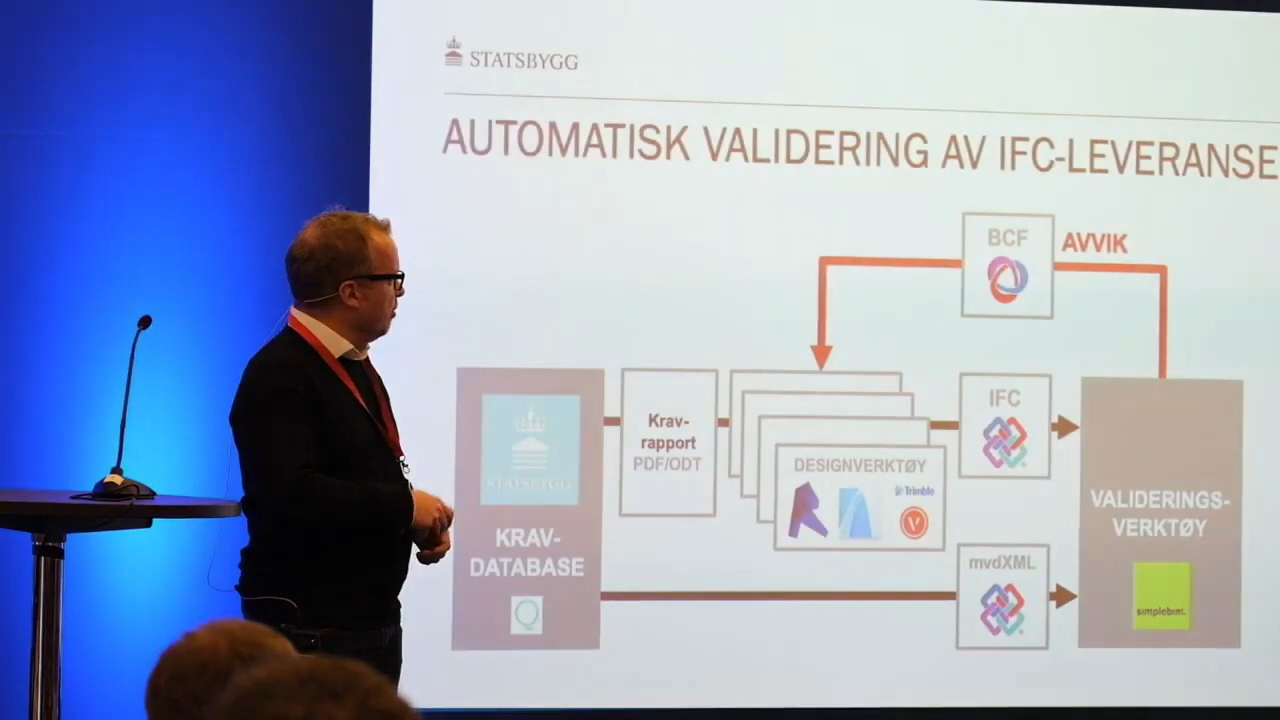 STATSBYGG
AUTOMATISK VALIDERING AV IFC-LEVERANSE
BCF
AVVIK
STATSBYGG
KRAV-
DATABASE
Krav-
rapport
PDF/ODT
DESIGNVERKTØY
Trimble
V
IFC
mvdXML
VALIDERINGS-
VERKTØY
simplebim.